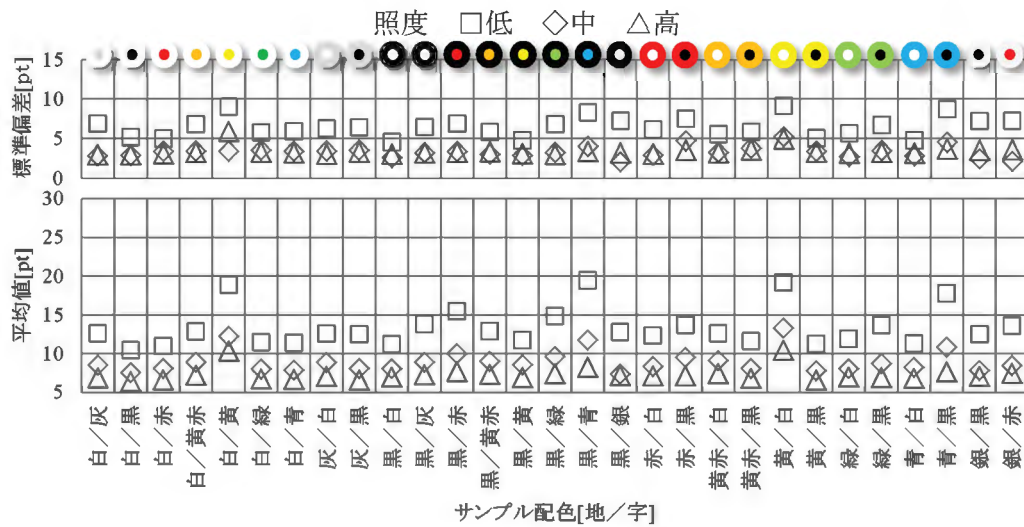 照度 □低 ◇中 △高
標準偏差[pt]
15
10
5
0
平均値[pt]
30
25
20
15
10
5
白／灰
白／黒
白／赤
白／黄赤
白／黄
白／緑
白／青
灰／白
灰／黒
黒／白
黒／灰
黒／赤
黒／黄赤
黒／黄
黒／緑
黒／青
黒／銀
赤／白
赤／黒
黄赤／白
黄赤／黒
黄／白
黄／黒
緑／白
緑／黒
青／白
青／黒
銀／黒
銀／赤
サンプル配色[地／字]